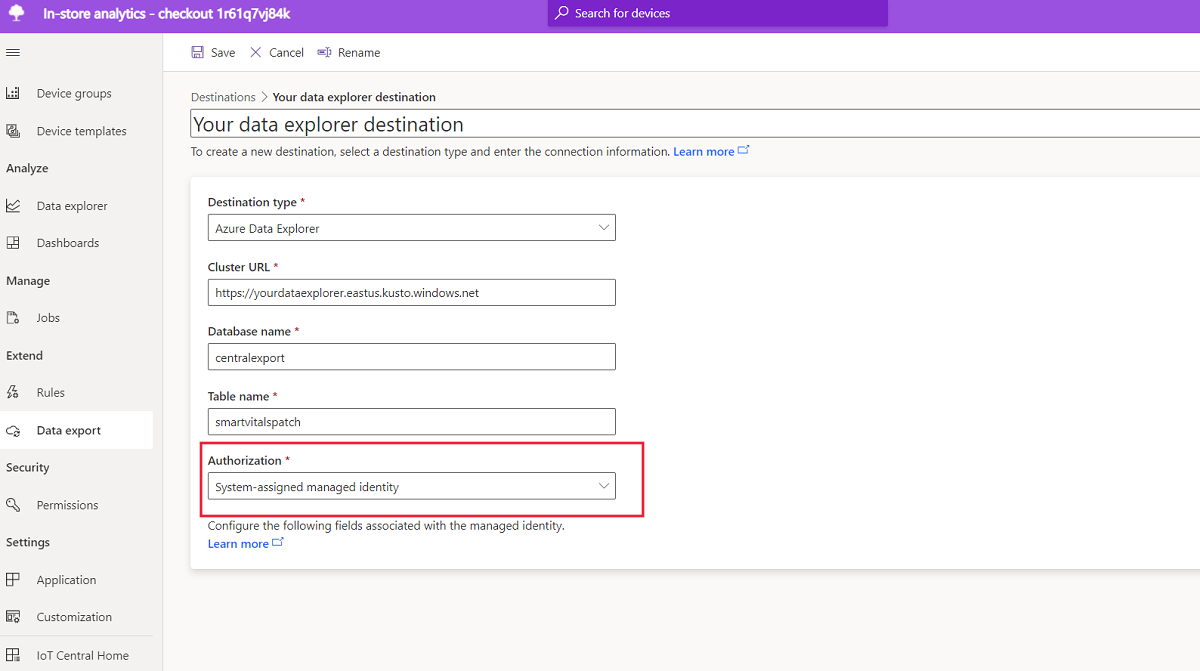 In-store analytics - checkout 1r61q7vj84k
Search for devices
Save Cancel Rename
Device groups
Device templates
Analyze
Data explorer
Dashboards
Manage
Jobs
Extend
Rules
Data export
Security
Permissions
Settings
Application
Customization
IoT Central Home
Destinations > Your data explorer destination
Your data explorer destination
To create a new destination, select a destination type and enter the connection information. Learn more
Destination type *
Azure Data Explorer
Cluster URL *
https://yourdataexplorer.eastus.kusto.windows.net
Database name *
centralexport
Table name *
smartvitalspatch
Authorization *
System-assigned managed identity
Configure the following fields associated with the managed identity.
Learn more